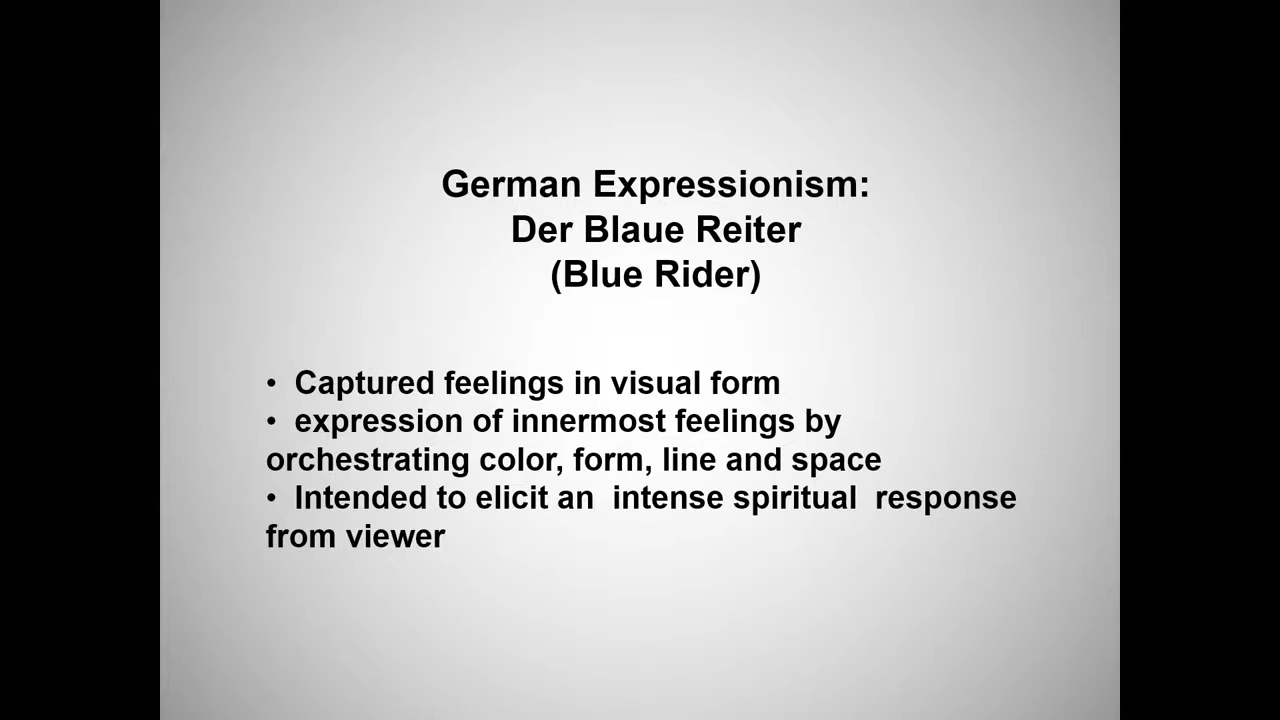 German Expressionism:
Der Blaue Reiter
(Blue Rider)
• Captured feelings in visual form
• expression of innermost feelings by
orchestrating color, form, line and space
• Intended to elicit an  intense spiritual  response
from viewer